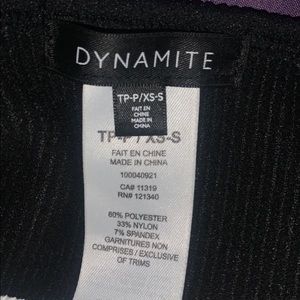 DYNAMITE
TP-P/XS-S
FAIT EN
CHINE
MADE IN
CHINA
TP-P / XS-S
FAIT EN CHINE
MADE IN CHINA
100040921
CA# 11319
RN# 121340
60% POLYESTER
33% NYLON
7% SPANDEX
GARNITURES NON
COMPRISES / EXCLUSIVE
OF TRIMS